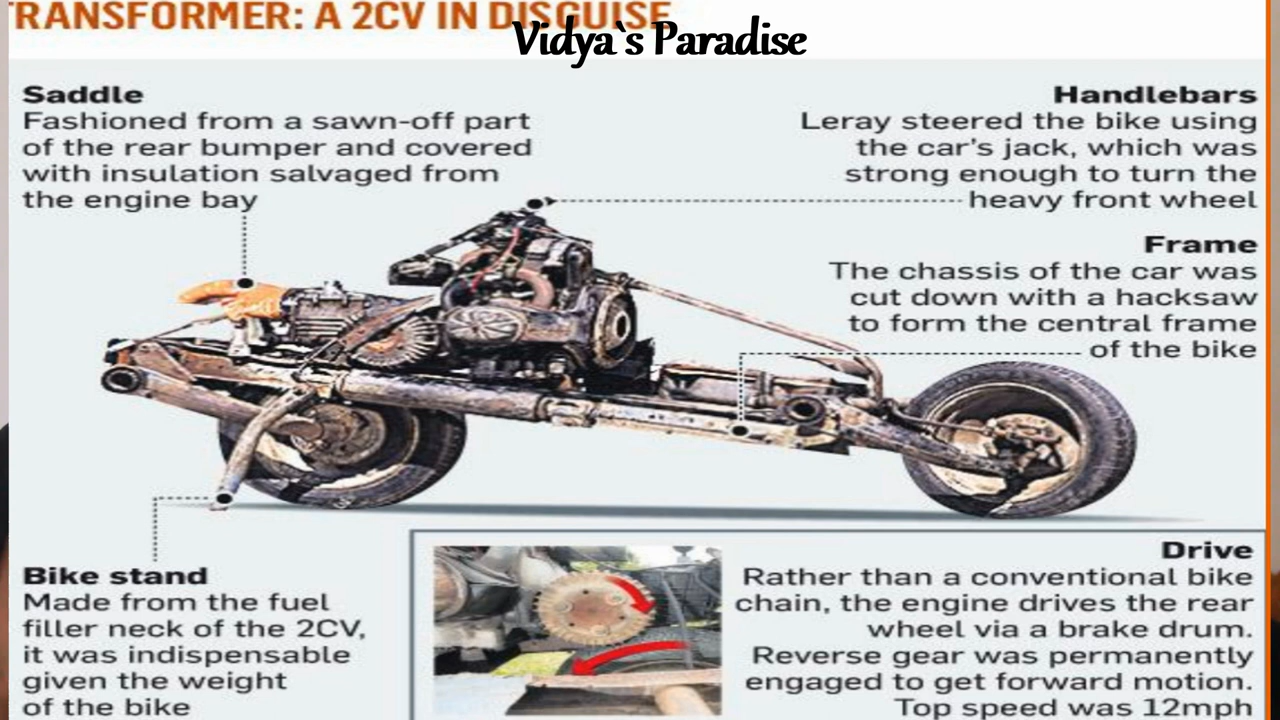 TRANSFORMER: A 2CV IN DISGUISE
Vidya`s Paradise
Saddle
Fashioned from a sawn-off part
of the rear bumper and covered
with insulation salvaged from
the engine bay
Handlebars
Leray steered the bike using
the car's jack, which was
strong enough to turn the
heavy front wheel
Frame
The chassis of the car was
cut down with a hacksaw
to form the central frame
of the bike
Bike stand
Made from the fuel
filler neck of the 2CV,
it was indispensable
given the weight
of the bike
Drive
Rather than a conventional bike
chain, the engine drives the rear
wheel via a brake drum.
Reverse gear was permanently
engaged to get forward motion.
Top speed was 12mph